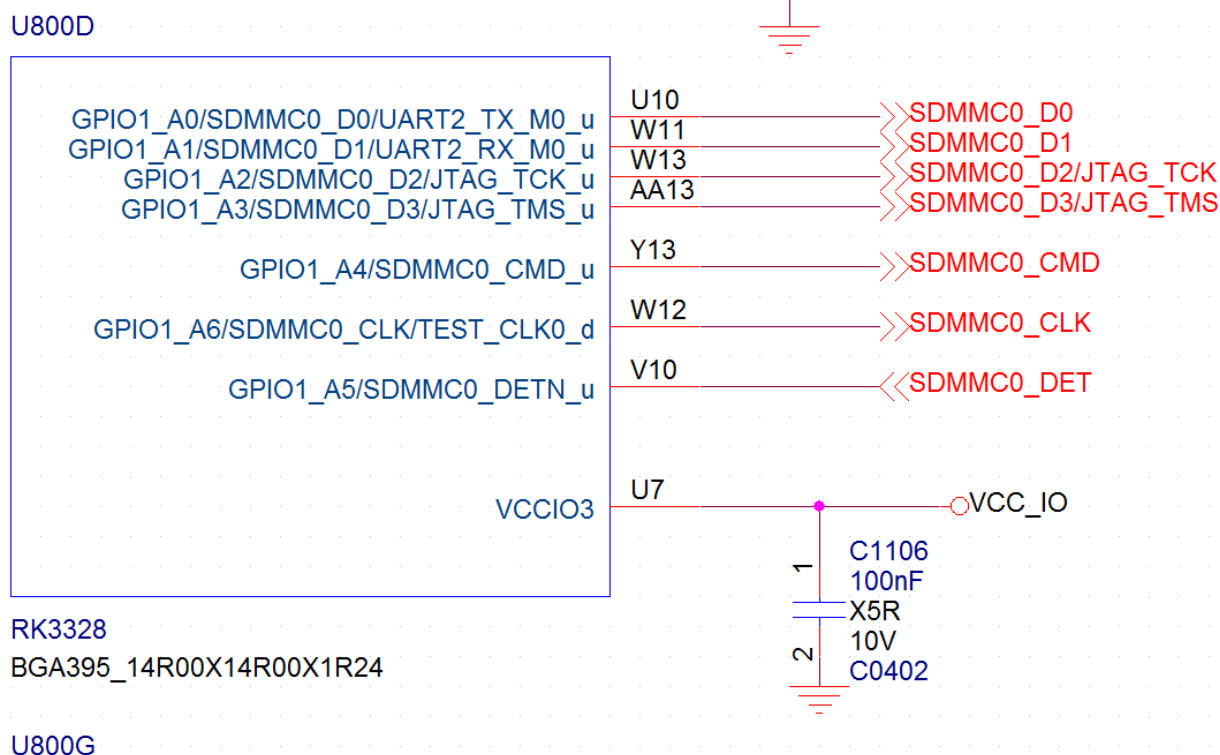 U800D
GPIO1_A0/SDMMC0_D0/UART2_TX_M0_u U10 SDMMC0_D0
GPIO1_A1/SDMMC0_D1/UART2_RX_M0_u W11 SDMMC0_D1
GPIO1_A2/SDMMC0_D2/JTAG_TCK_u W13 SDMMC0_D2/JTAG_TCK
GPIO1_A3/SDMMC0_D3/JTAG_TMS_u AA13 SDMMC0_D3/JTAG_TMS
GPIO1_A4/SDMMC0_CMD_u Y13 SDMMC0_CMD
GPIO1_A6/SDMMC0_CLK/TEST_CLK0_d W12 SDMMC0_CLK
GPIO1_A5/SDMMC0_DETN_u V10 SDMMC0_DET
VCCIO3 U7 VCC_IO
1
C1106
100nF
X5R
10V
2
C0402
RK3328
BGA395_14R00X14R00X1R24
U800G